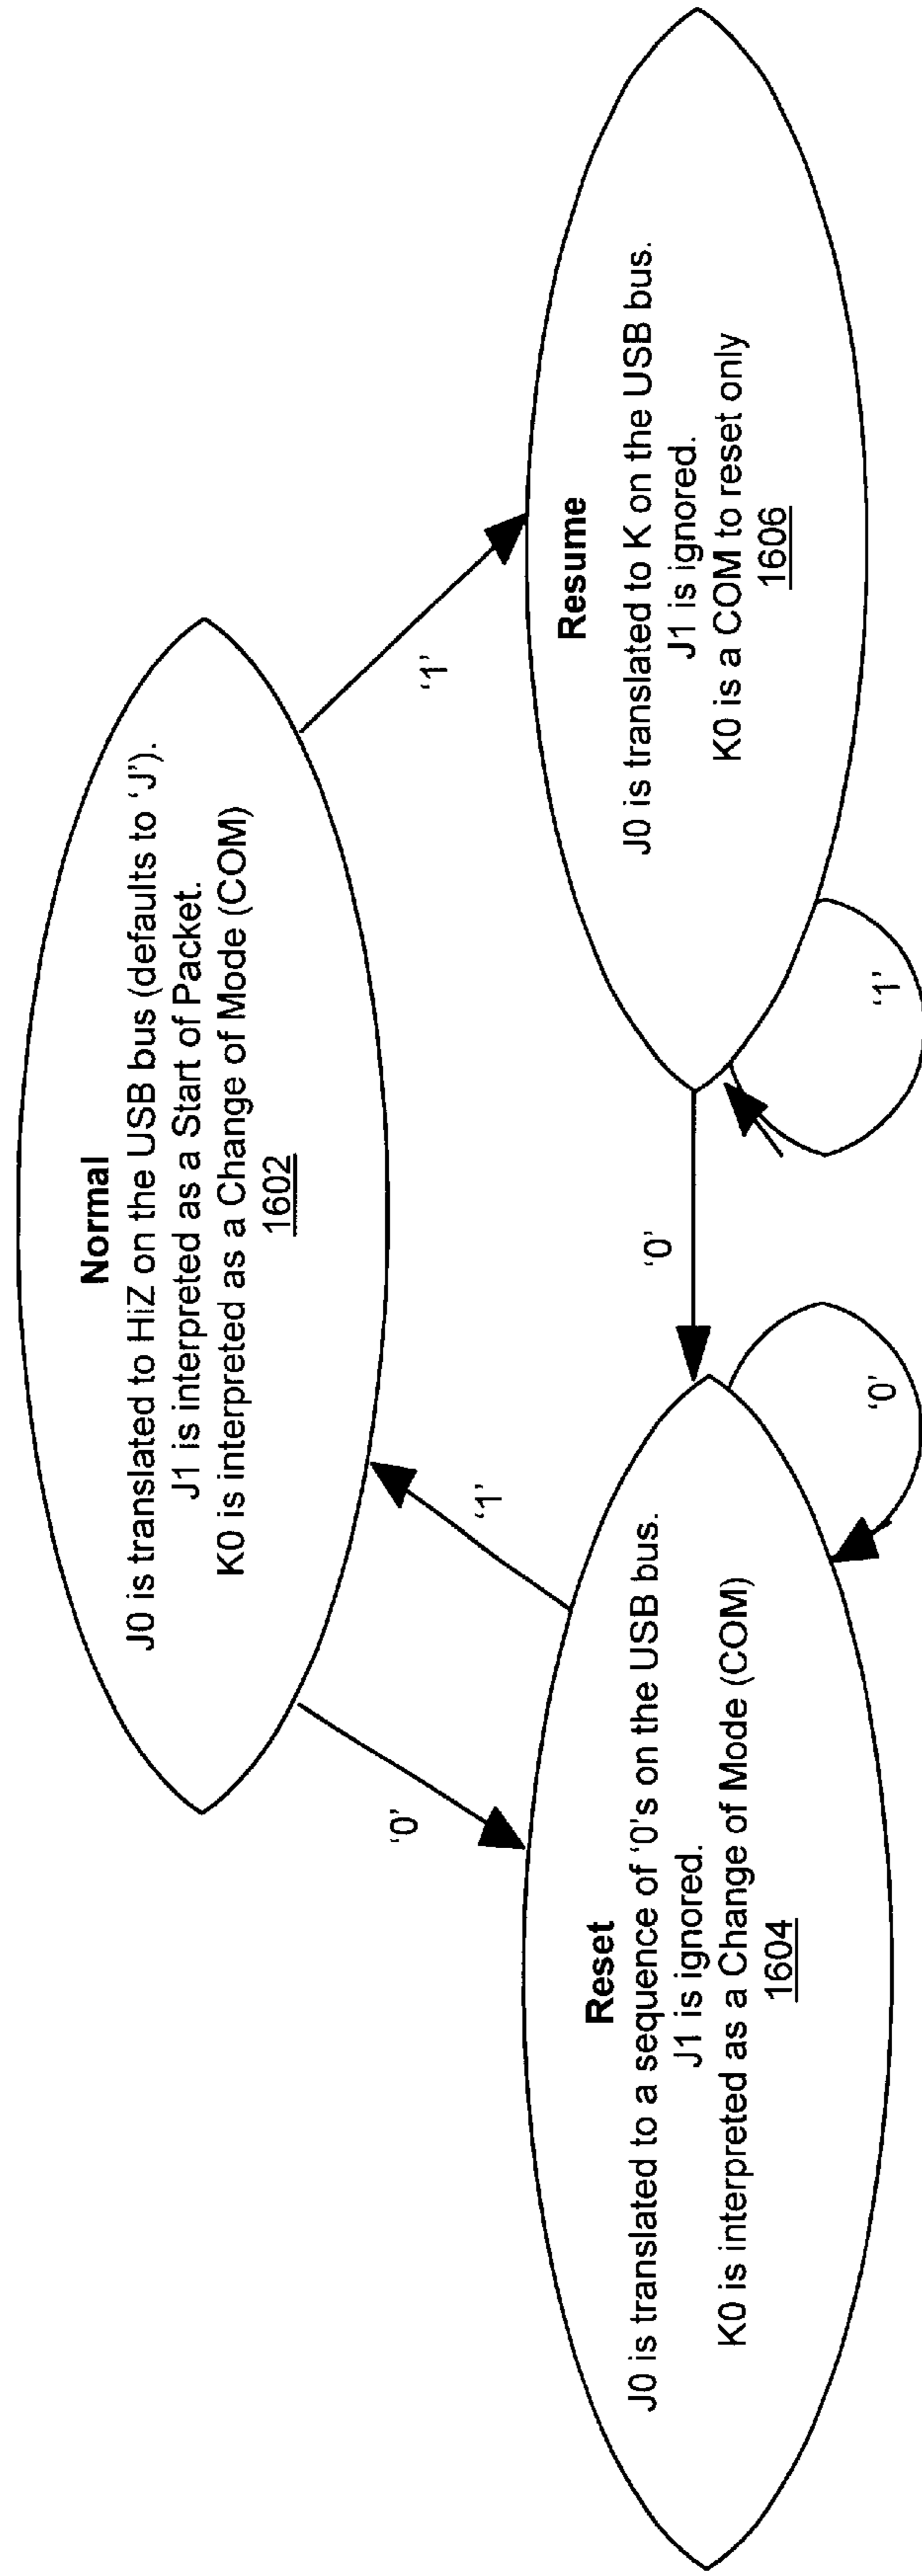 Normal
J0 is translated to HiZ on the USB bus (defaults to ‘J’).
J1 is interpreted as a Start of Packet.
K0 is interpreted as a Change of Mode (COM)
1602
‘0’
‘1’
‘1’
Reset
J0 is translated to a sequence of ‘0’s on the USB bus.
J1 is ignored.
K0 is interpreted as a Change of Mode (COM)
1604
‘0’
‘0’
Resume
J0 is translated to K on the USB bus.
J1 is ignored.
K0 is a COM to reset only
1606
‘1’